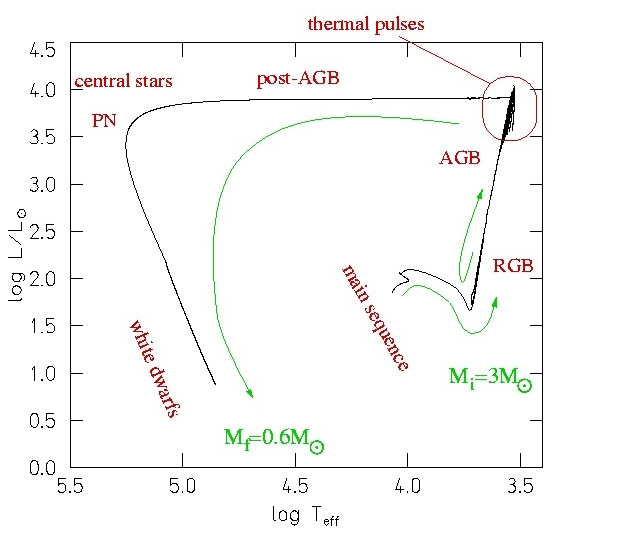 thermal pulses
4.5
central stars
post-AGB
4.0
PN
3.5
AGB
3.0
log L/L⊙
2.5
RGB
2.0
main sequence
1.5
white dwarfs
1.0
Mi=3M⊙
0.5
Mf=0.6M⊙
0.0
5.5 5.0 4.5 4.0 3.5
log Teff